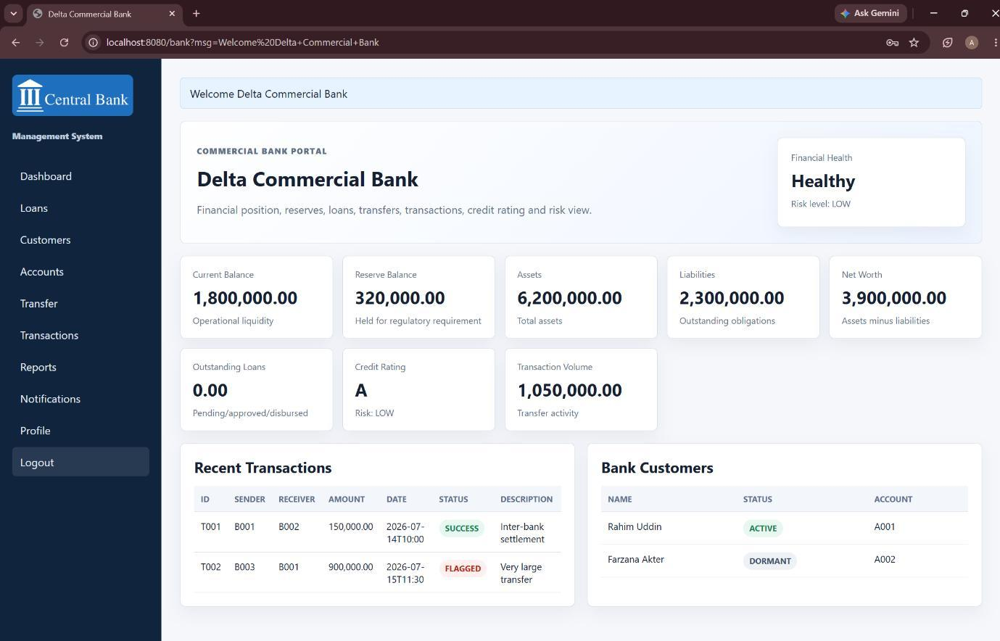 Delta Commercial Bank
Ask Gemini
localhost:8080/bank?msg=Welcome%20Delta+Commercial+Bank
A
Central Bank
Management System
Dashboard
Loans
Customers
Accounts
Transfer
Transactions
Reports
Notifications
Profile
Logout
Welcome Delta Commercial Bank
COMMERCIAL BANK PORTAL
Delta Commercial Bank
Financial position, reserves, loans, transfers, transactions, credit rating and risk view.
Financial Health
Healthy
Risk level: LOW
Current Balance
1,800,000.00
Operational liquidity
Reserve Balance
320,000.00
Held for regulatory requirement
Assets
6,200,000.00
Total assets
Liabilities
2,300,000.00
Outstanding obligations
Net Worth
3,900,000.00
Assets minus liabilities
Outstanding Loans
0.00
Pending/approved/disbursed
Credit Rating
A
Risk: LOW
Transaction Volume
1,050,000.00
Transfer activity
Recent Transactions
ID SENDER RECEIVER AMOUNT DATE STATUS DESCRIPTION
T001 B001 B002 150,000.00 2026-07- SUCCESS Inter-bank
14T10:00 settlement
T002 B003 B001 900,000.00 2026-07- FLAGGED Very large
15T11:30 transfer
Bank Customers
NAME STATUS ACCOUNT
Rahim Uddin ACTIVE A001
Farzana Akter DORMANT A002